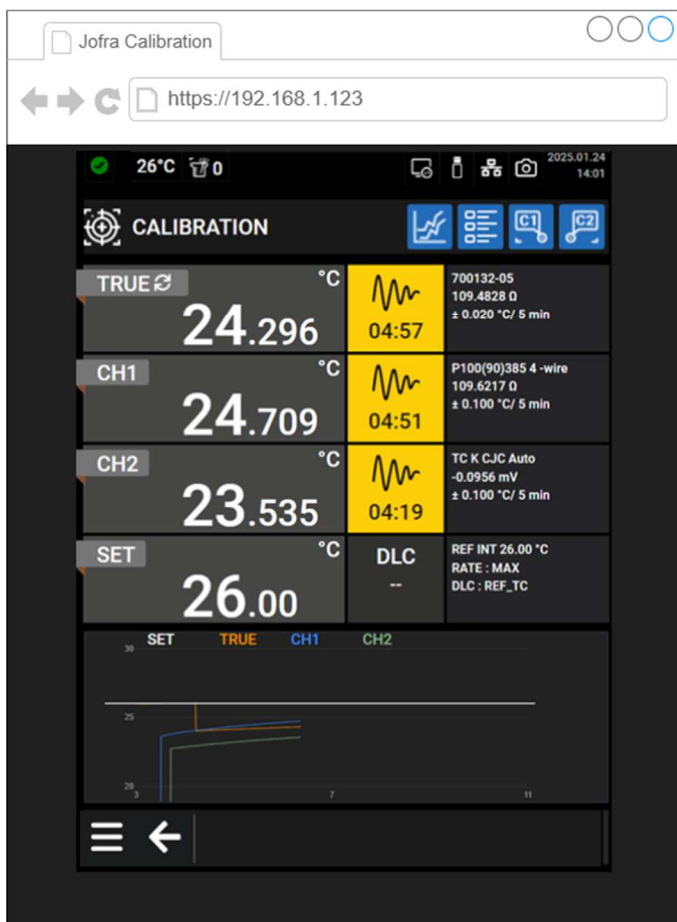 Jofra Calibration
https://192.168.1.123
26°C 0 2025.01.24
14:01
CALIBRATION C1 C2
TRUE °C
24.296
04:57
700132-05
109.4828 Ω
± 0.020 °C/ 5 min
CH1 °C
24.709
04:51
P100(90)385 4 -wire
109.6217 Ω
± 0.100 °C/ 5 min
CH2 °C
23.535
04:19
TC K CJC Auto
-0.0956 mV
± 0.100 °C/ 5 min
SET °C
26.00
DLC
--
REF INT 26.00 °C
RATE : MAX
DLC : REF_TC
SET TRUE CH1 CH2
30
25
20
3 7 11